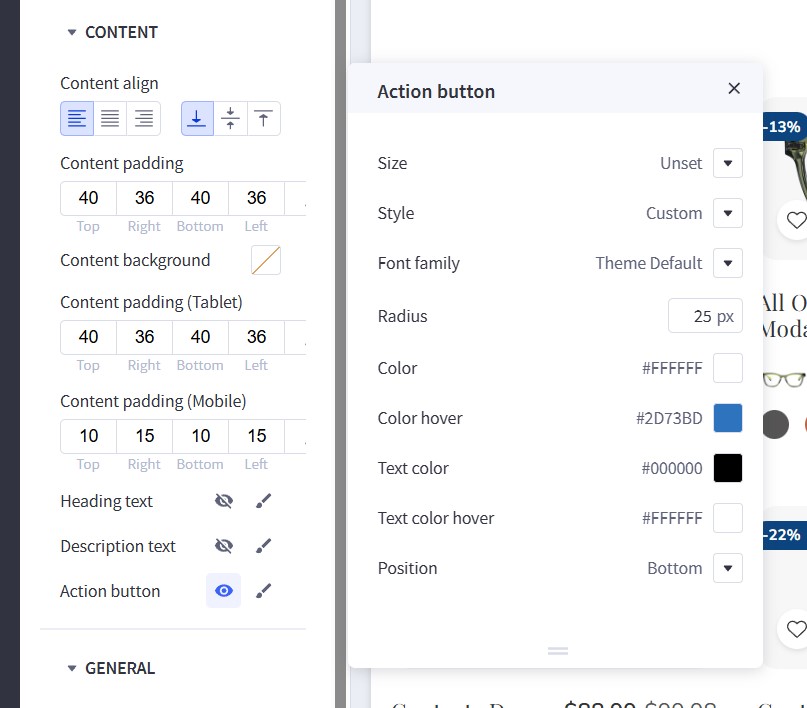 CONTENT
Content align
Content padding
40 36 40 36
Top Right Bottom Left
Content background
Content padding (Tablet)
40 36 40 36
Top Right Bottom Left
Content padding (Mobile)
10 15 10 15
Top Right Bottom Left
Heading text
Description text
Action button
GENERAL
Action button
Size Unset
Style Custom
Font family Theme Default
Radius 25 px
Color #FFFFFF
Color hover #2D73BD
Text color #000000
Text color hover #FFFFFF
Position Bottom
-13%
All O
Moda
-22%